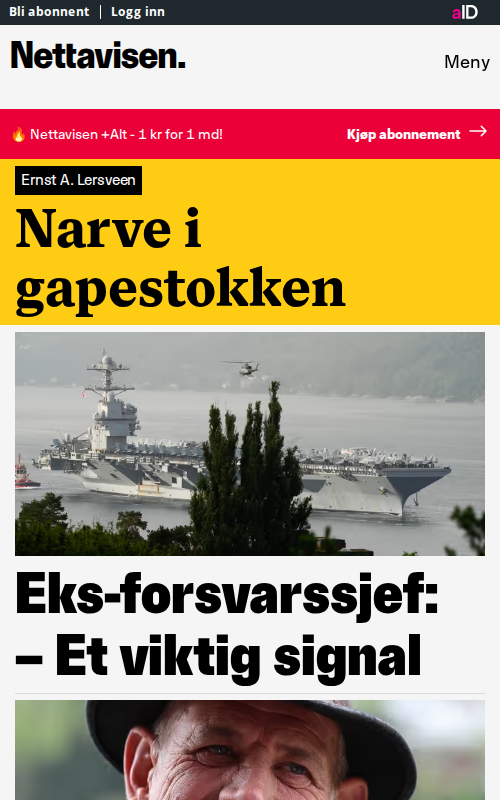 Bli abonnent | Logg inn
aID
Nettavisen.
Meny
🔥 Nettavisen +Alt - 1 kr for 1 md!
Kjøp abonnement →
Ernst A. Lersveen
Narve i
gapestokken
Eks-forsvarssjef:
– Et viktig signal